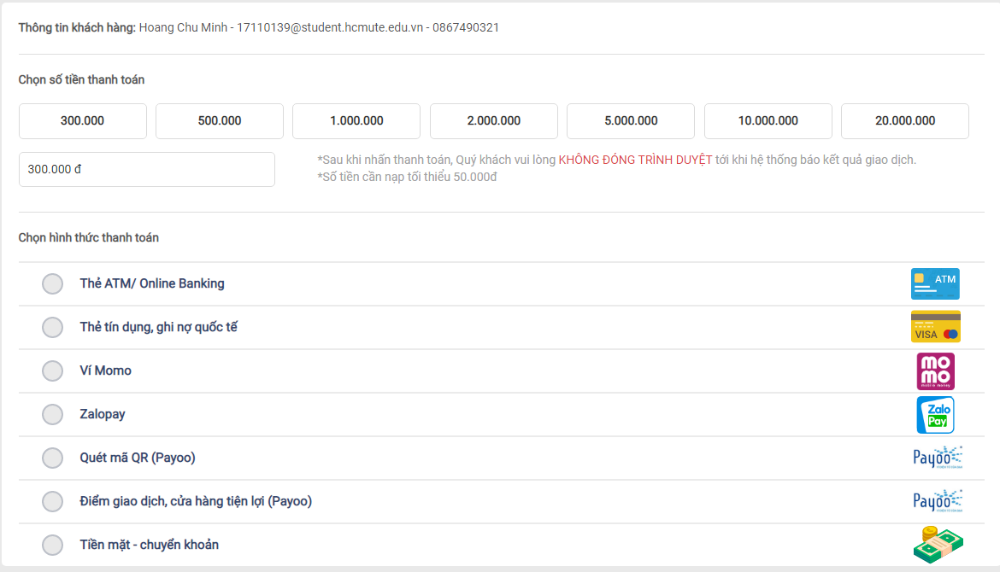 Thông tin khách hàng: Hoang Chu Minh - 17110139@student.hcmute.edu.vn - 0867490321
Chọn số tiền thanh toán
300.000
500.000
1.000.000
2.000.000
5.000.000
10.000.000
20.000.000
300.000 đ
*Sau khi nhấn thanh toán, Quý khách vui lòng KHÔNG ĐÓNG TRÌNH DUYỆT tới khi hệ thống báo kết quả giao dịch.
*Số tiền cần nạp tối thiểu 50.000đ
Chọn hình thức thanh toán
Thẻ ATM/ Online Banking
ATM
Thẻ tín dụng, ghi nợ quốc tế
VISA
Ví Momo
mo
mo
Mobile Money
Zalopay
Zalo
Pay
Quét mã QR (Payoo)
Payoo
Điểm giao dịch, cửa hàng tiện lợi (Payoo)
Payoo
Tiền mặt - chuyển khoản